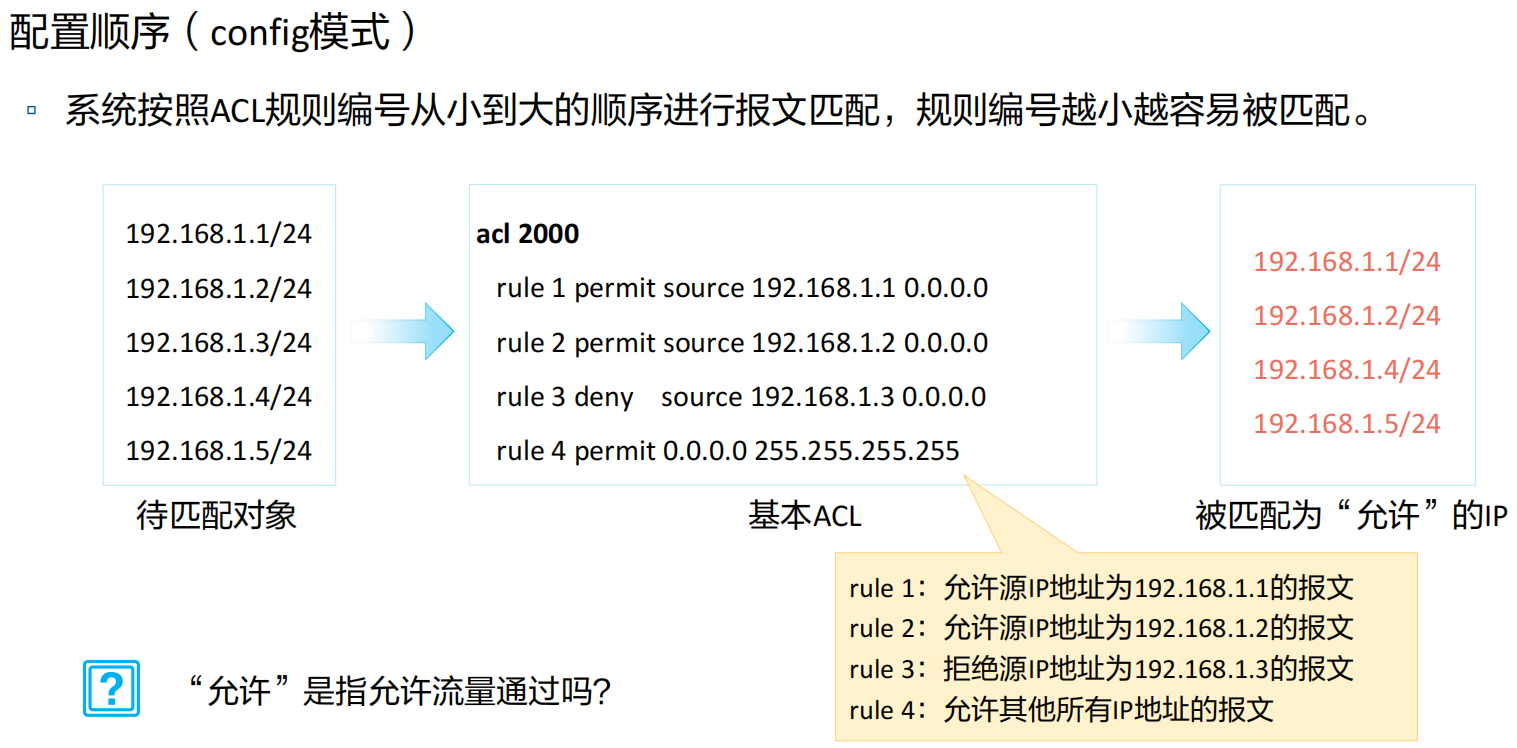 配置顺序（config模式）
▫ 系统按照ACL规则编号从小到大的顺序进行报文匹配，规则编号越小越容易被匹配。
192.168.1.1/24
192.168.1.2/24
192.168.1.3/24
192.168.1.4/24
192.168.1.5/24
待匹配对象
acl 2000
rule 1 permit source 192.168.1.1 0.0.0.0
rule 2 permit source 192.168.1.2 0.0.0.0
rule 3 deny source 192.168.1.3 0.0.0.0
rule 4 permit 0.0.0.0 255.255.255.255
基本ACL
192.168.1.1/24
192.168.1.2/24
192.168.1.4/24
192.168.1.5/24
被匹配为“允许”的IP
rule 1：允许源IP地址为192.168.1.1的报文
rule 2：允许源IP地址为192.168.1.2的报文
rule 3：拒绝源IP地址为192.168.1.3的报文
rule 4：允许其他所有IP地址的报文
? “允许”是指允许流量通过吗?